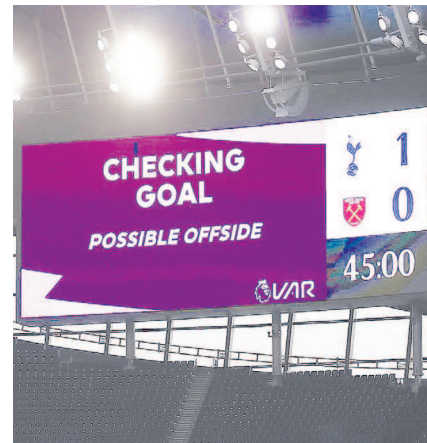 CHECKING
GOAL
POSSIBLE OFFSIDE
VAR
1
0
45:00